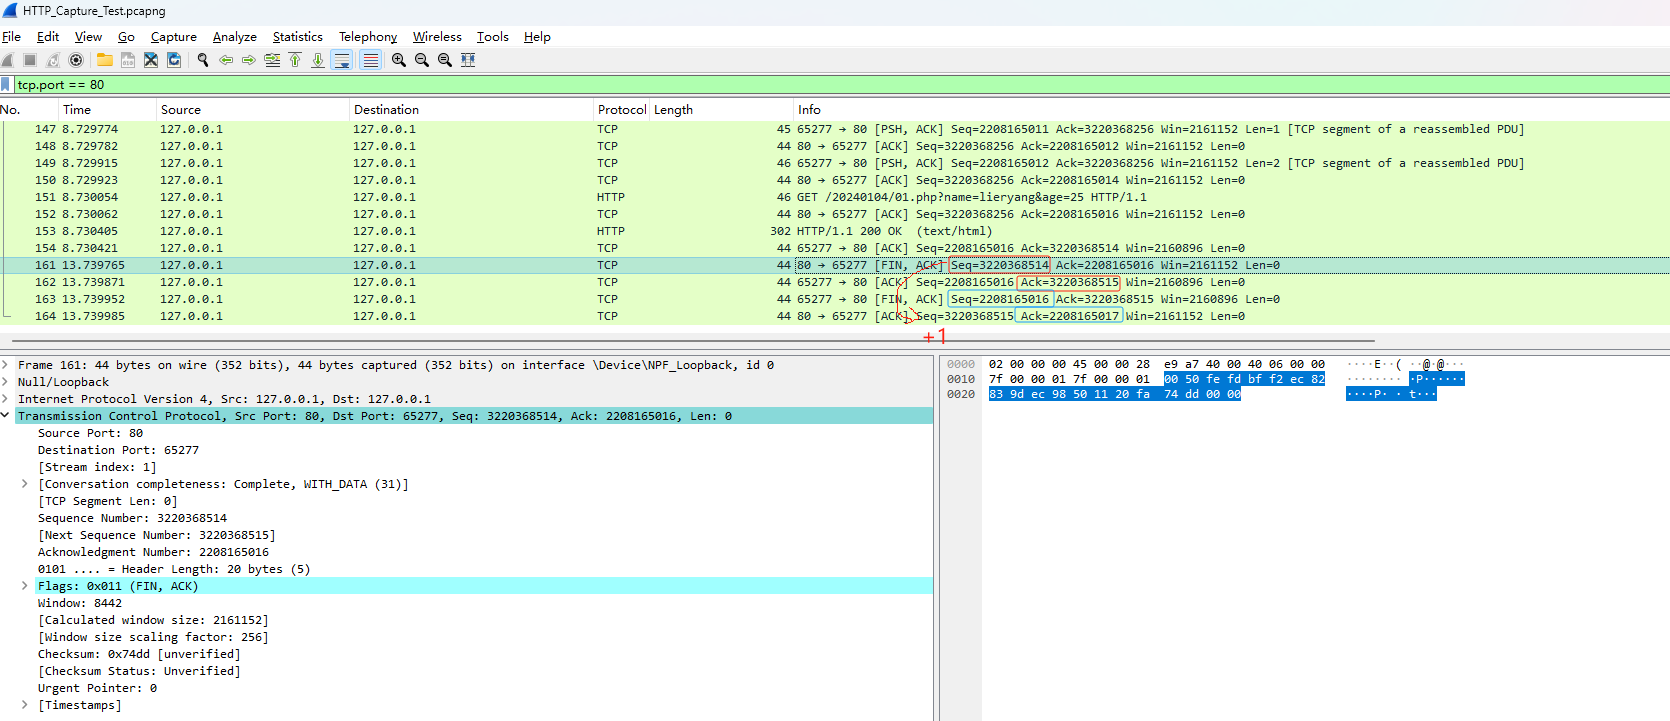 HTTP_Capture_Test.pcapng
File Edit View Go Capture Analyze Statistics Telephony Wireless Tools Help
tcp.port == 80
No. Time Source Destination Protocol Length Info
147 8.729774 127.0.0.1 127.0.0.1 TCP 45 65277 → 80 [PSH, ACK] Seq=2208165011 Ack=3220368256 Win=2161152 Len=1 [TCP segment of a reassembled PDU]
148 8.729782 127.0.0.1 127.0.0.1 TCP 44 80 → 65277 [ACK] Seq=3220368256 Ack=2208165012 Win=2161152 Len=0
149 8.729915 127.0.0.1 127.0.0.1 TCP 46 65277 → 80 [PSH, ACK] Seq=2208165012 Ack=3220368256 Win=2161152 Len=2 [TCP segment of a reassembled PDU]
150 8.729923 127.0.0.1 127.0.0.1 TCP 44 80 → 65277 [ACK] Seq=3220368256 Ack=2208165014 Win=2161152 Len=0
151 8.730054 127.0.0.1 127.0.0.1 HTTP 46 GET /20240104/01.php?name=lieryang&age=25 HTTP/1.1
152 8.730062 127.0.0.1 127.0.0.1 TCP 44 80 → 65277 [ACK] Seq=3220368256 Ack=2208165016 Win=2161152 Len=0
153 8.730405 127.0.0.1 127.0.0.1 HTTP 302 HTTP/1.1 200 OK (text/html)
154 8.730421 127.0.0.1 127.0.0.1 TCP 44 65277 → 80 [ACK] Seq=2208165016 Ack=3220368514 Win=2160896 Len=0
161 13.739765 127.0.0.1 127.0.0.1 TCP 44 80 → 65277 [FIN, ACK] Seq=3220368514 Ack=2208165016 Win=2161152 Len=0
162 13.739871 127.0.0.1 127.0.0.1 TCP 44 65277 → 80 [ACK] Seq=2208165016 Ack=3220368515 Win=2160896 Len=0
163 13.739952 127.0.0.1 127.0.0.1 TCP 44 65277 → 80 [FIN, ACK] Seq=2208165016 Ack=3220368515 Win=2160896 Len=0
164 13.739985 127.0.0.1 127.0.0.1 TCP 44 80 → 65277 [ACK] Seq=3220368515 Ack=2208165017 Win=2161152 Len=0
+1
Frame 161: 44 bytes on wire (352 bits), 44 bytes captured (352 bits) on interface \Device\NPF_Loopback, id 0
Null/Loopback
Internet Protocol Version 4, Src: 127.0.0.1, Dst: 127.0.0.1
Transmission Control Protocol, Src Port: 80, Dst Port: 65277, Seq: 3220368514, Ack: 2208165016, Len: 0
Source Port: 80
Destination Port: 65277
[Stream index: 1]
[Conversation completeness: Complete, WITH_DATA (31)]
[TCP Segment Len: 0]
Sequence Number: 3220368514
[Next Sequence Number: 3220368515]
Acknowledgment Number: 2208165016
0101 .... = Header Length: 20 bytes (5)
Flags: 0x011 (FIN, ACK)
Window: 8442
[Calculated window size: 2161152]
[Window size scaling factor: 256]
Checksum: 0x74dd [unverified]
[Checksum Status: Unverified]
Urgent Pointer: 0
[Timestamps]
0000 02 00 00 00 45 00 00 28 e9 a7 40 00 40 06 00 00 ····E··( ··@·@···
0010 7f 00 00 01 7f 00 00 01 00 50 fe fd bf f2 ec 82 ········ ·P······
0020 83 9d ec 98 50 11 20 fa 74 dd 00 00 ····P· · t···